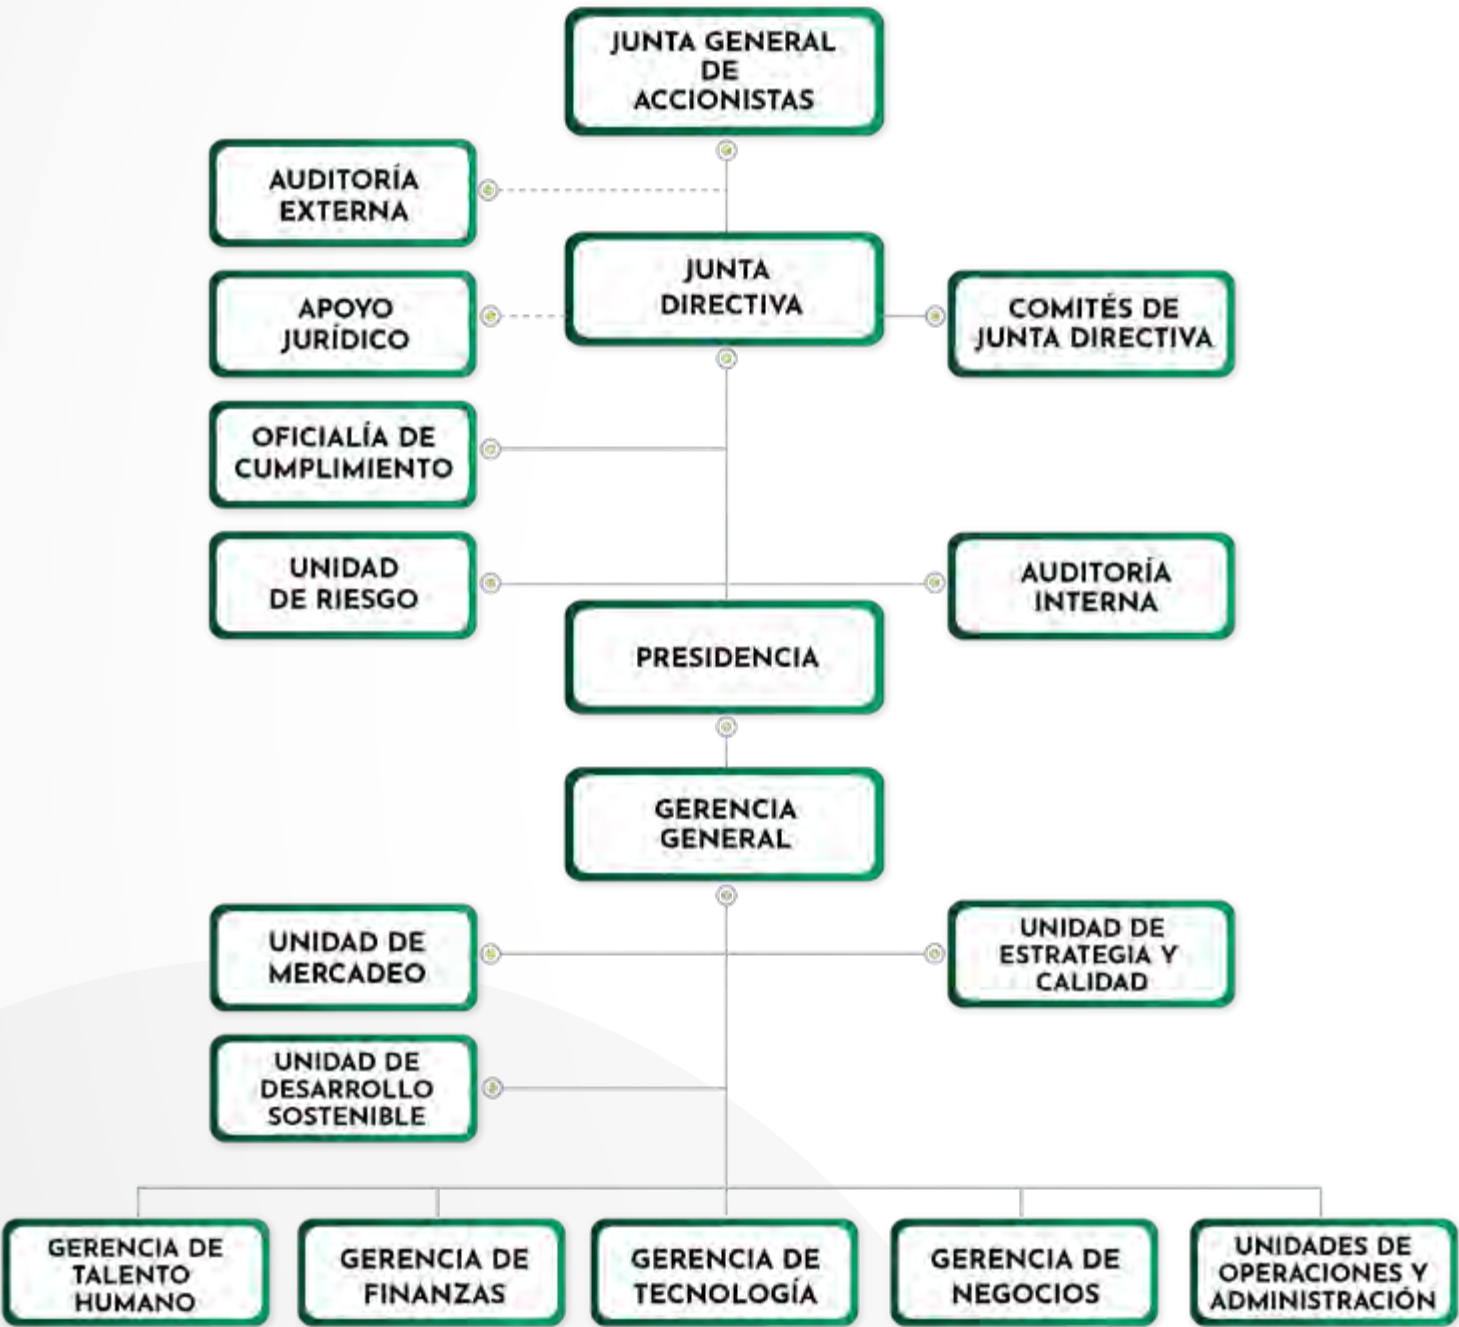 JUNTA GENERAL
DE
ACCIONISTAS
AUDITORÍA
EXTERNA
JUNTA
DIRECTIVA
APOYO
JURÍDICO
COMITÉS DE
JUNTA DIRECTIVA
OFICIALÍA DE
CUMPLIMIENTO
UNIDAD
DE RIESGO
AUDITORÍA
INTERNA
PRESIDENCIA
GERENCIA
GENERAL
UNIDAD DE
MERCADEO
UNIDAD DE
ESTRATEGIA Y
CALIDAD
UNIDAD DE
DESARROLLO
SOSTENIBLE
GERENCIA DE
TALENTO
HUMANO
GERENCIA DE
FINANZAS
GERENCIA DE
TECNOLOGÍA
GERENCIA DE
NEGOCIOS
UNIDADES DE
OPERACIONES Y
ADMINISTRACIÓN